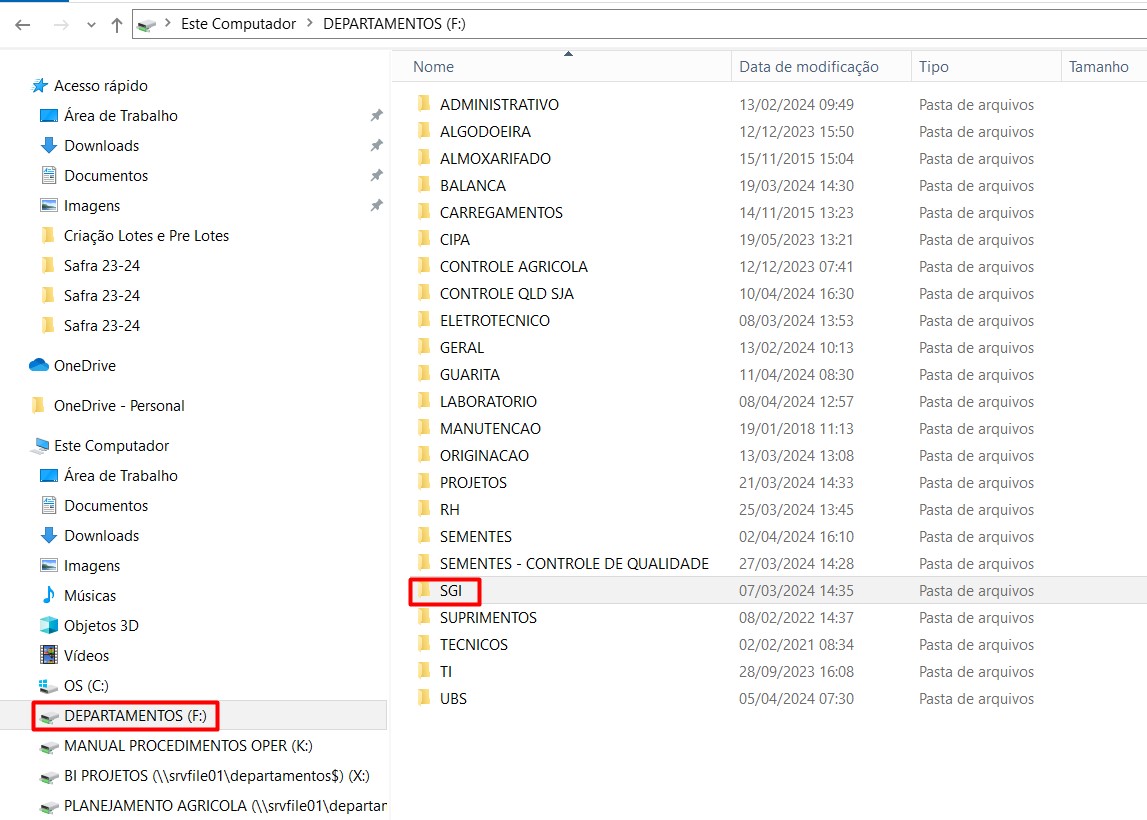 Este Computador > DEPARTAMENTOS (F:)
Acesso rápido
Área de Trabalho
Downloads
Documentos
Imagens
Criação Lotes e Pre Lotes
Safra 23-24
Safra 23-24
Safra 23-24
OneDrive
OneDrive - Personal
Este Computador
Área de Trabalho
Documentos
Downloads
Imagens
Músicas
Objetos 3D
Vídeos
OS (C:)
DEPARTAMENTOS (F:)
MANUAL PROCEDIMENTOS OPER (K:)
BI PROJETOS (\\srvfile01\departamentos$) (X:)
PLANEJAMENTO AGRICOLA (\\srvfile01\departar
Nome Data de modificação Tipo Tamanho
ADMINISTRATIVO 13/02/2024 09:49 Pasta de arquivos
ALGODOEIRA 12/12/2023 15:50 Pasta de arquivos
ALMOXARIFADO 15/11/2015 15:04 Pasta de arquivos
BALANCA 19/03/2024 14:30 Pasta de arquivos
CARREGAMENTOS 14/11/2015 13:23 Pasta de arquivos
CIPA 19/05/2023 13:21 Pasta de arquivos
CONTROLE AGRICOLA 12/12/2023 07:41 Pasta de arquivos
CONTROLE QLD SJA 10/04/2024 16:30 Pasta de arquivos
ELETROTECNICO 08/03/2024 13:53 Pasta de arquivos
GERAL 13/02/2024 10:13 Pasta de arquivos
GUARITA 11/04/2024 08:30 Pasta de arquivos
LABORATORIO 08/04/2024 12:57 Pasta de arquivos
MANUTENCAO 19/01/2018 11:13 Pasta de arquivos
ORIGINACAO 13/03/2024 13:08 Pasta de arquivos
PROJETOS 21/03/2024 14:33 Pasta de arquivos
RH 25/03/2024 13:45 Pasta de arquivos
SEMENTES 02/04/2024 16:10 Pasta de arquivos
SEMENTES - CONTROLE DE QUALIDADE 27/03/2024 14:28 Pasta de arquivos
SGI 07/03/2024 14:35 Pasta de arquivos
SUPRIMENTOS 08/02/2022 14:37 Pasta de arquivos
TECNICOS 02/02/2021 08:34 Pasta de arquivos
TI 28/09/2023 16:08 Pasta de arquivos
UBS 05/04/2024 07:30 Pasta de arquivos